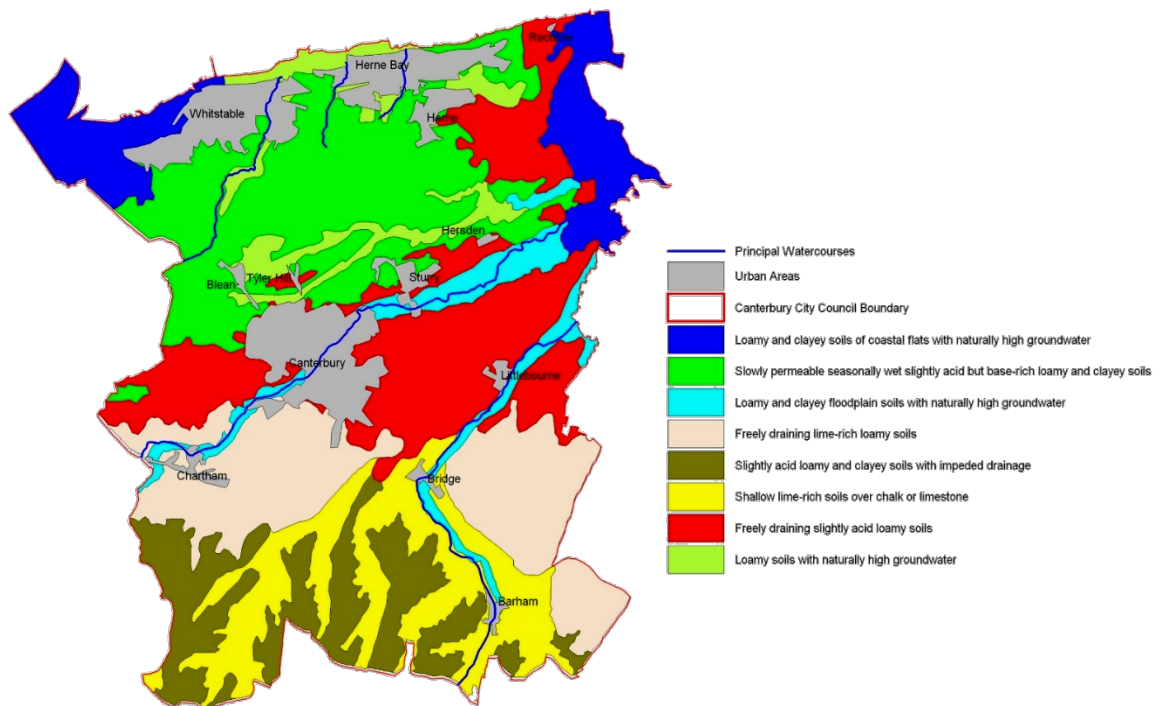 Reculver
Herne Bay
Whitstable
Herne
Hersden
Tyler Hill
Blean
Sturry
Canterbury
Littlebourne
Chartham
Bridge
Barham
Principal Watercourses
Urban Areas
Canterbury City Council Boundary
Loamy and clayey soils of coastal flats with naturally high groundwater
Slowly permeable seasonally wet slightly acid but base-rich loamy and clayey soils
Loamy and clayey floodplain soils with naturally high groundwater
Freely draining lime-rich loamy soils
Slightly acid loamy and clayey soils with impeded drainage
Shallow lime-rich soils over chalk or limestone
Freely draining slightly acid loamy soils
Loamy soils with naturally high groundwater